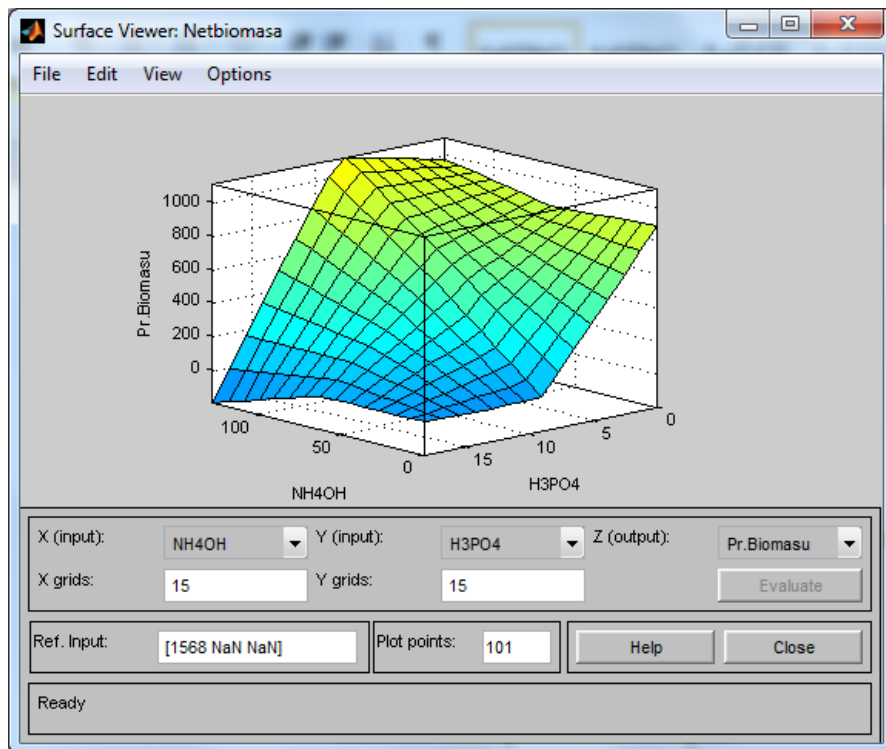 Surface Viewer: Netbiomasa
File Edit View Options
1000
800
600
400
200
0
Pr.Biomasu
100
50
0
NH4OH
15
10
5
0
H3PO4
X (input): NH4OH Y (input): H3PO4 Z (output): Pr.Biomasu
X grids: 15 Y grids: 15 Evaluate
Ref. Input: [1568 NaN NaN] Plot points: 101 Help Close
Ready